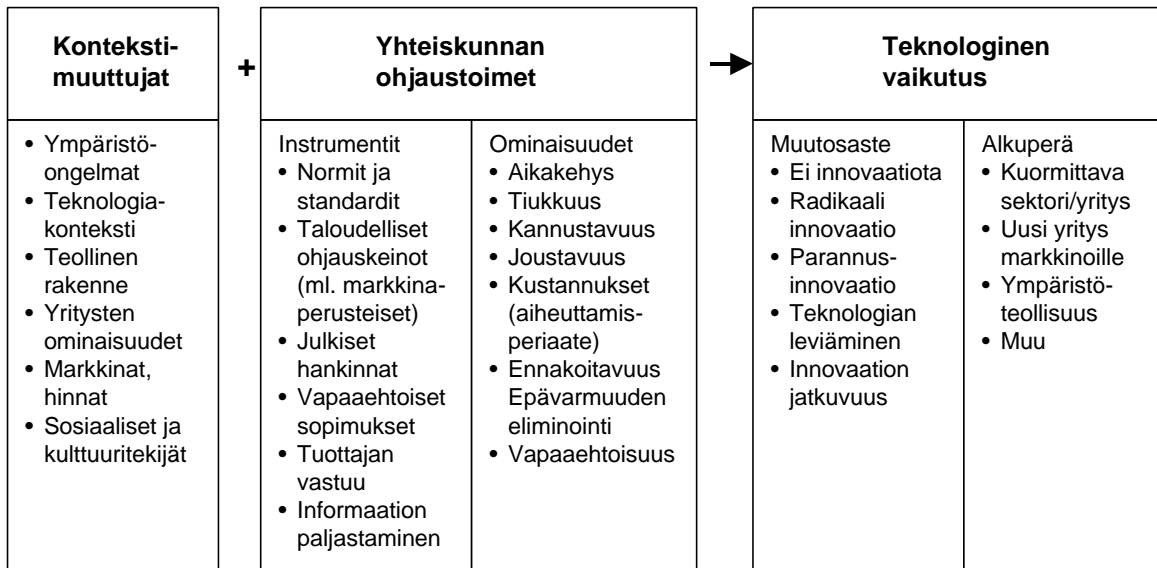 Konteksti-
muuttujat
+
Yhteiskunnan
ohjaustoimet
Teknologinen
vaikutus
• Ympäristö-
ongelmat
• Teknologia-
konteksti
• Teollinen
rakenne
• Yritysten
ominaisuudet
• Markkinat,
hinnat
• Sosiaaliset ja
kulttuuritekijät
Instrumentit
• Normit ja
standardit
• Taloudelliset
ohjauskeinot
(ml. markkina-
perusteiset)
• Julkiset
hankinnat
• Vapaaehtoiset
sopimukset
• Tuottajan
vastuu
• Informaation
paljastaminen
Ominaisuudet
• Aikakehys
• Tiukkuus
• Kannustavuus
• Joustavuus
• Kustannukset
(aiheuttamis-
periaate)
• Ennakoitavuus
Epävarmuuden
eliminointi
• Vapaaehtoisuus
Muutosaste
• Ei innovaatiota
• Radikaali
innovaatio
• Parannus-
innovaatio
• Teknologian
leviäminen
• Innovaation
jatkuvuus
Alkuperä
• Kuormittava
sektori/yritys
• Uusi yritys
markkinoille
• Ympäristö-
teollisuus
• Muu